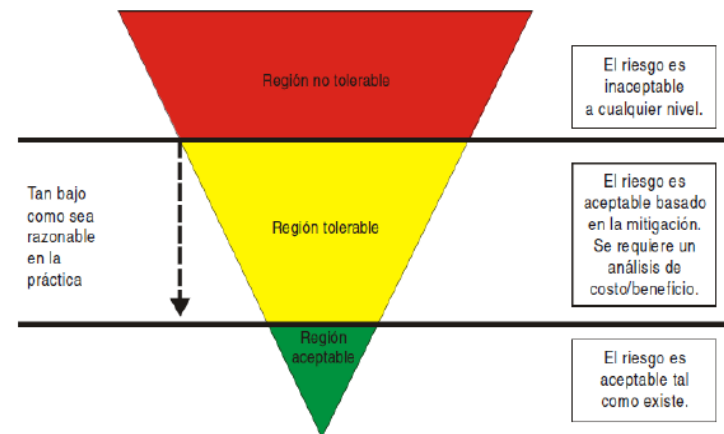 Región no tolerable
El riesgo es
inaceptable
a cualquier nivel.
Tan bajo
como sea
razonable
en la
práctica
Región tolerable
El riesgo es
aceptable basado
en la mitigación.
Se requiere un
análisis de
costo/beneficio.
Región
aceptable
El riesgo es
aceptable tal
como existe.